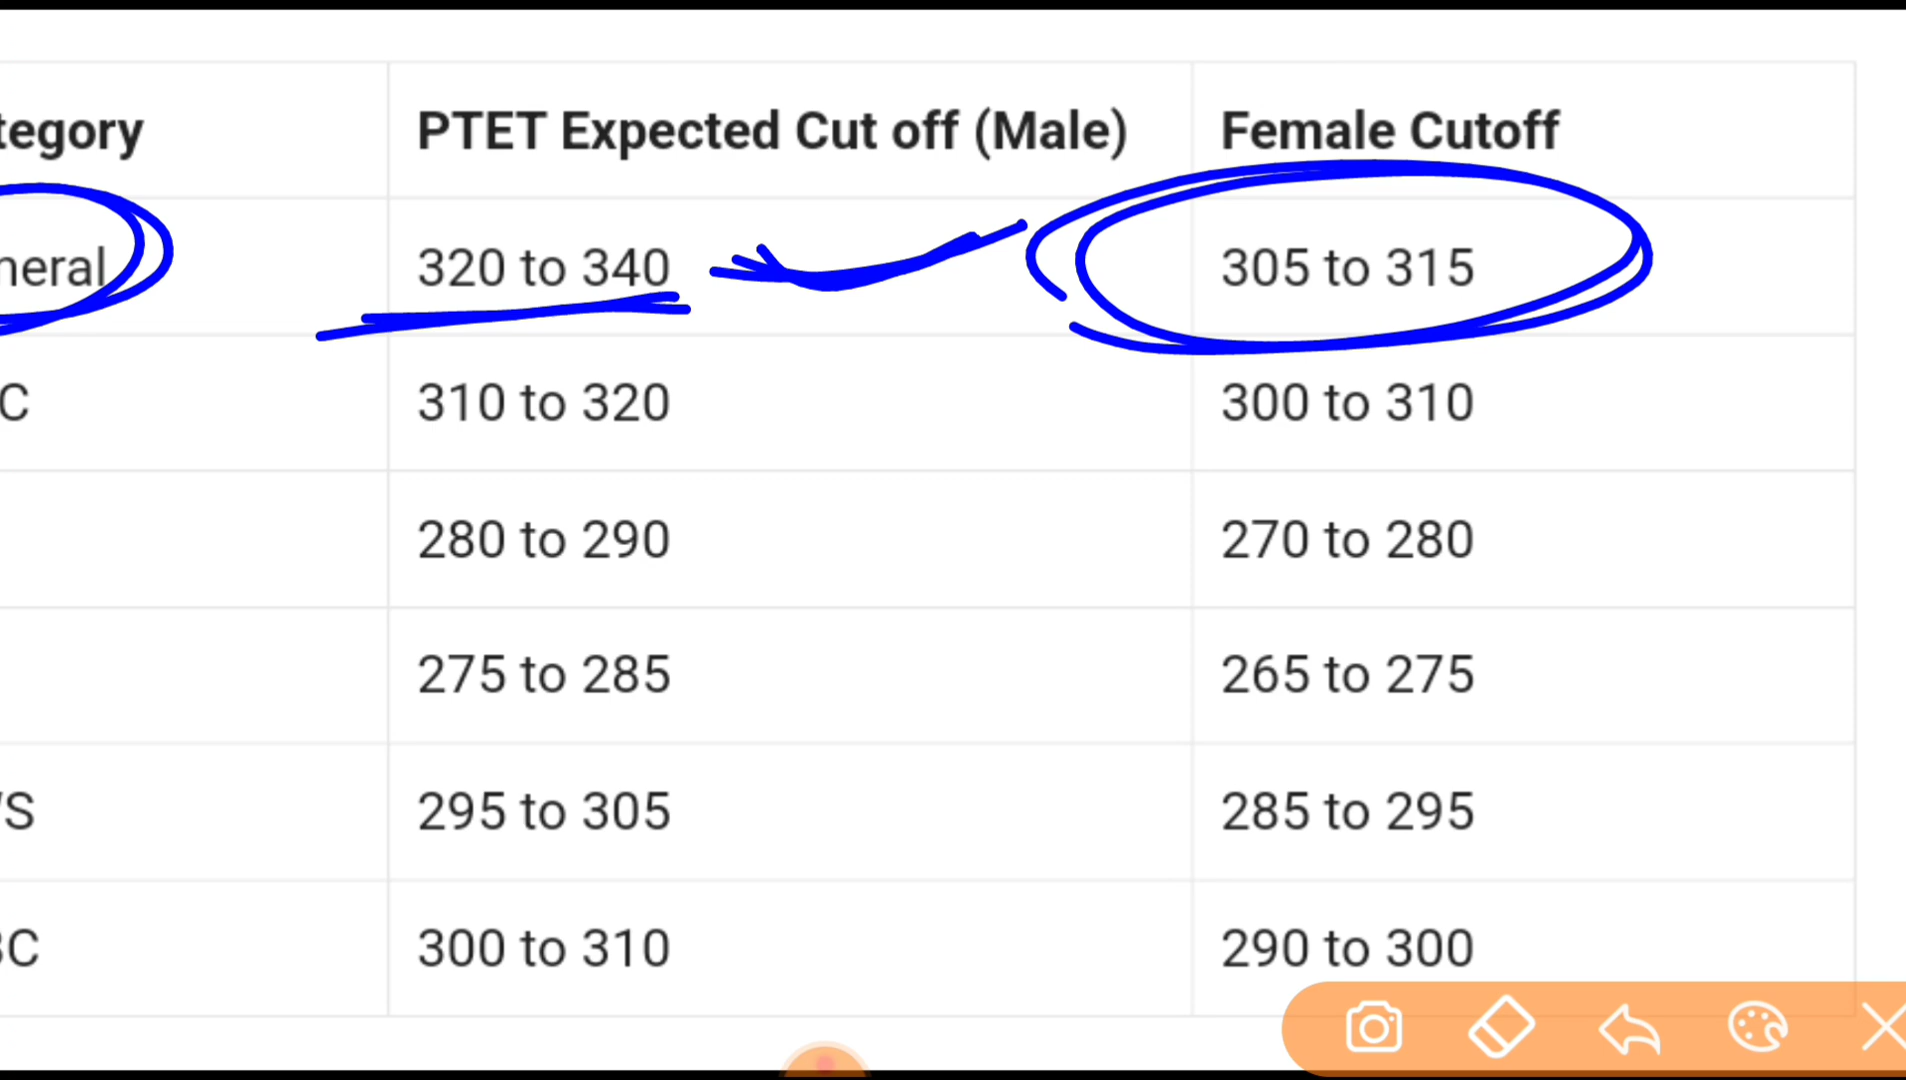 tegory PTET Expected Cut off (Male) Female Cutoff
neral 320 to 340 305 to 315
C 310 to 320 300 to 310
280 to 290 270 to 280
275 to 285 265 to 275
S 295 to 305 285 to 295
BC 300 to 310 290 to 300